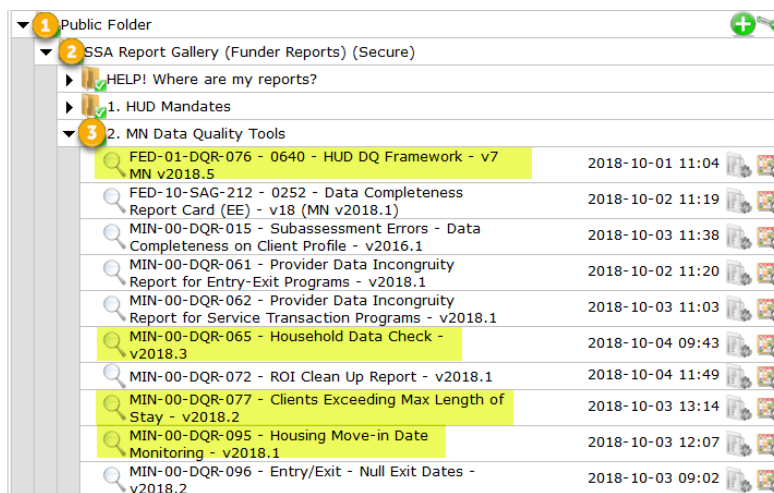 1 Public Folder
2 SSA Report Gallery (Funder Reports) (Secure)
HELP! Where are my reports?
1. HUD Mandates
3 2. MN Data Quality Tools
FED-01-DQR-076 - 0640 - HUD DQ Framework - v7
MN v2018.5
2018-10-01 11:04
FED-10-SAG-212 - 0252 - Data Completeness
Report Card (EE) - v18 (MN v2018.1)
2018-10-02 11:19
MIN-00-DQR-015 - Subassessment Errors - Data
Completeness on Client Profile - v2016.1
2018-10-03 11:38
MIN-00-DQR-061 - Provider Data Incongruity
Report for Entry-Exit Programs - v2018.1
2018-10-02 11:20
MIN-00-DQR-062 - Provider Data Incongruity
Report for Service Transaction Programs - v2018.1
2018-10-03 11:03
MIN-00-DQR-065 - Household Data Check -
v2018.3
2018-10-04 09:43
MIN-00-DQR-072 - ROI Clean Up Report - v2018.1
2018-10-04 11:49
MIN-00-DQR-077 - Clients Exceeding Max Length of
Stay - v2018.2
2018-10-03 13:14
MIN-00-DQR-095 - Housing Move-in Date
Monitoring - v2018.1
2018-10-03 12:07
MIN-00-DQR-096 - Entry/Exit - Null Exit Dates -
v2018.2
2018-10-03 09:02